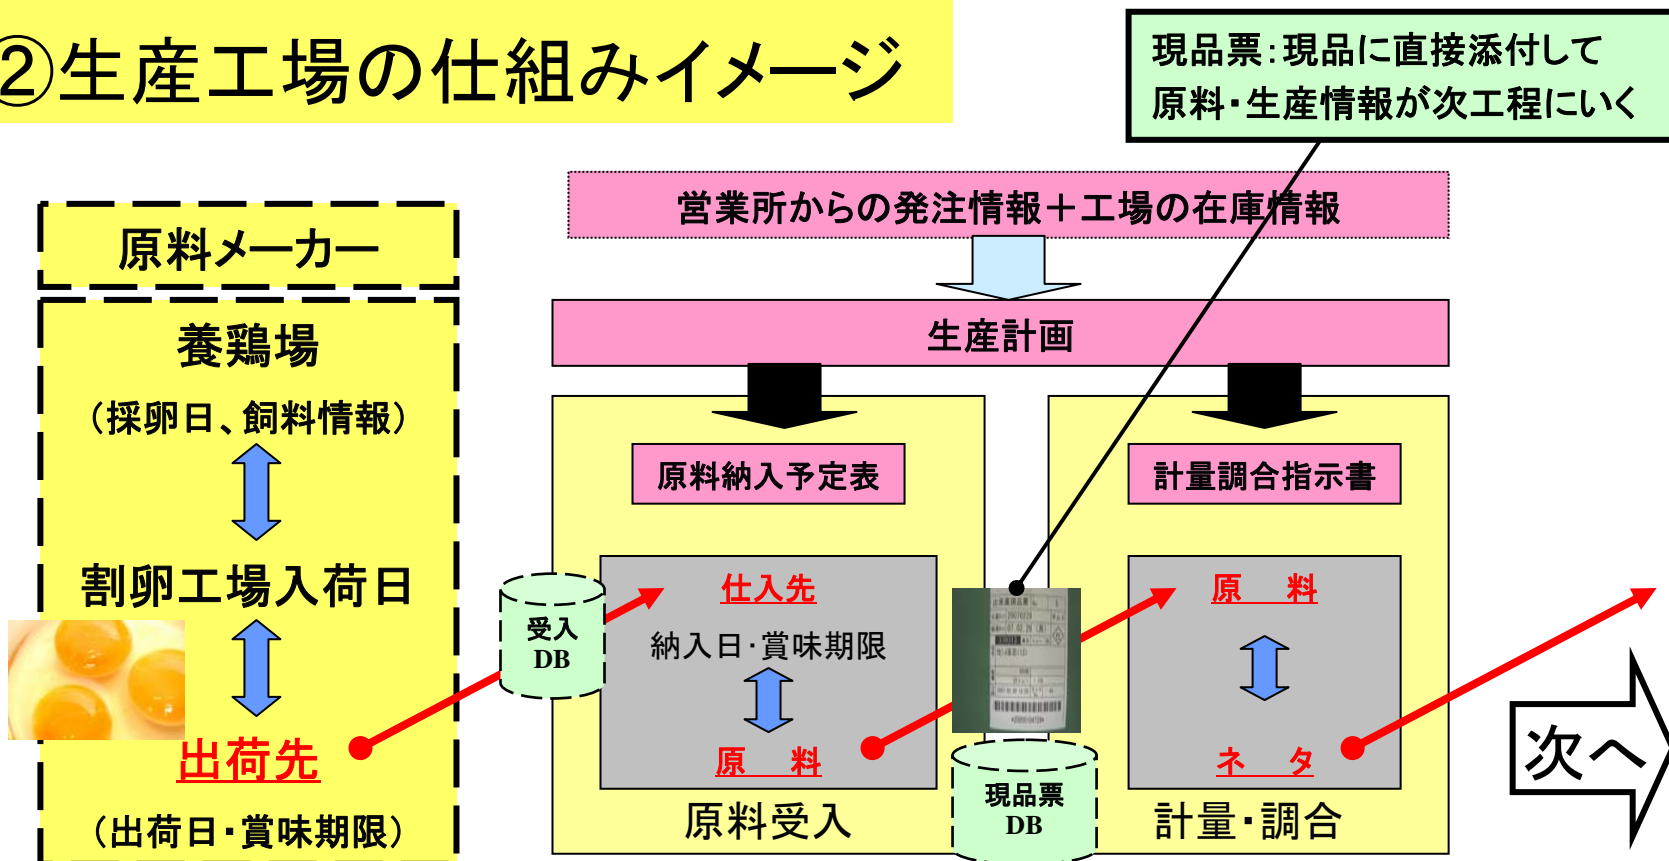 ②生産工場の仕組みイメージ
現品票：現品に直接添付して
原料・生産情報が次工程にいく
営業所からの発注情報＋工場の在庫情報
生産計画
原料メーカー
養鶏場
（採卵日、飼料情報）
割卵工場入荷日
出荷先
（出荷日・賞味期限）
受入
DB
原料納入予定表
仕入先
納入日・賞味期限
原　料
原料受入
現品票
DB
計量調合指示書
原　料
ネ　タ
計量・調合
次へ